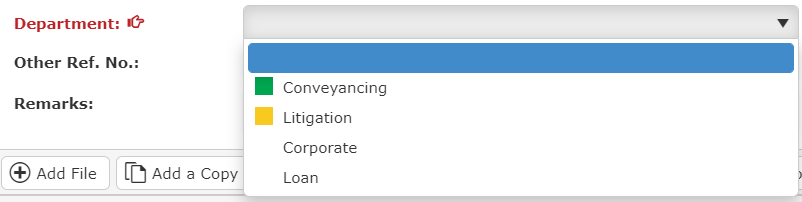 Department:
Other Ref. No.:
Conveyancing
Remarks:
Litigation
Corporate
Add File
Add a Copy
Loan